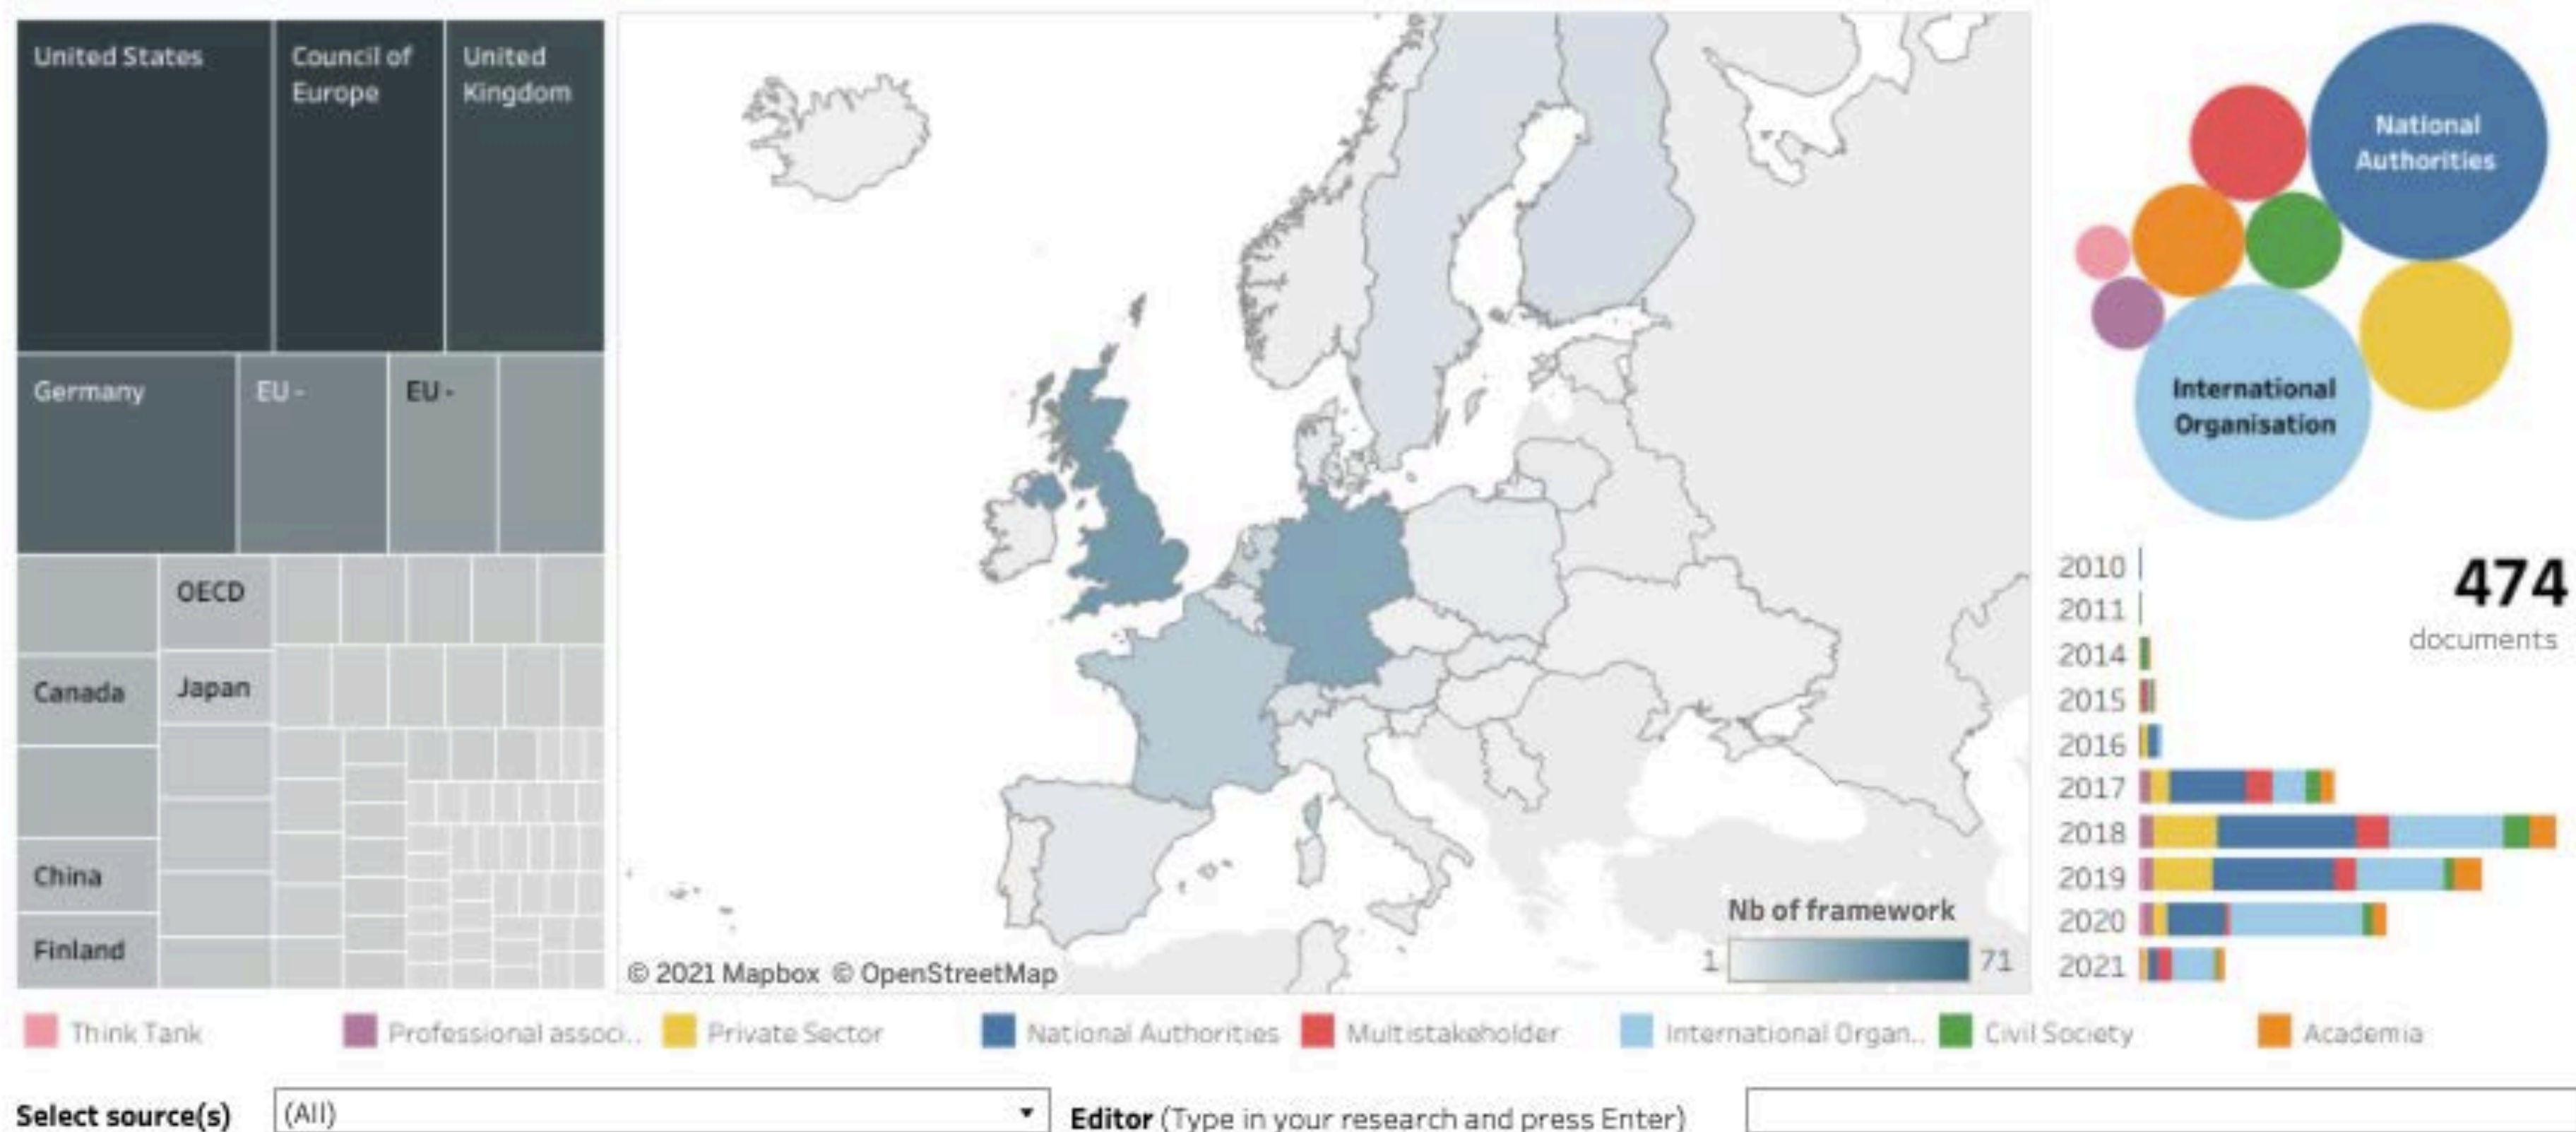 United States
Council of
Europe
United
Kingdom
Germany
EU -
EU -
OECD
Canada
Japan
China
Finland
© 2021 Mapbox © OpenStreetMap
Nb of framework
1
71
National
Authorities
International
Organisation
474
documents
2010
2011
2014
2015
2016
2017
2018
2019
2020
2021
Think Tank
Professional associ..
Private Sector
National Authorities
Multistakeholder
International Organ..
Civil Society
Academia
Select source(s)
(All)
Editor (Type in your research and press Enter)